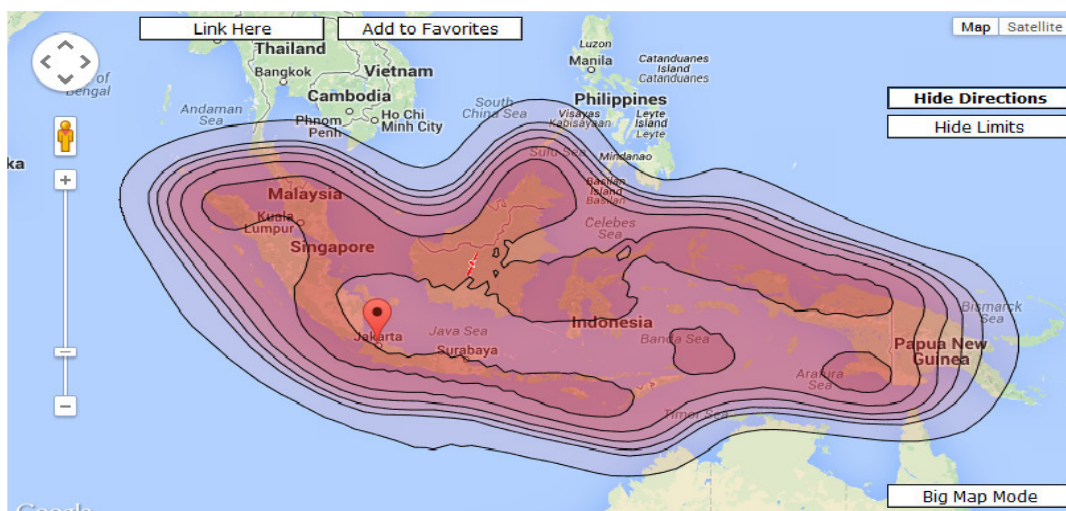 Link Here
Add to Favorites
Map
Satellite
Luzon
Thailand
Manila
Catanduanes
Island
Catanduanes
Bangkok
Vietnam
of
Bengal
Cambodia
South
China Sea
Philippines
Hide Directions
Andaman
Sea
Phnom
Penh
Ho Chi
Minh City
Visayas
Kabisayaan
Leyte
Island
Leyte
Hide Limits
Sulu Sea
Mindanao
ka
Malaysia
Basilan
Island
Basilan
Kuala
Lumpur
Celebes
Sea
Singapore
Bismarck
Sea
Jakarta
Java Sea
Surabaya
Indonesia
Banda Sea
Papua New
Guinea
Arafura
Sea
Timor Sea
Big Map Mode
Google